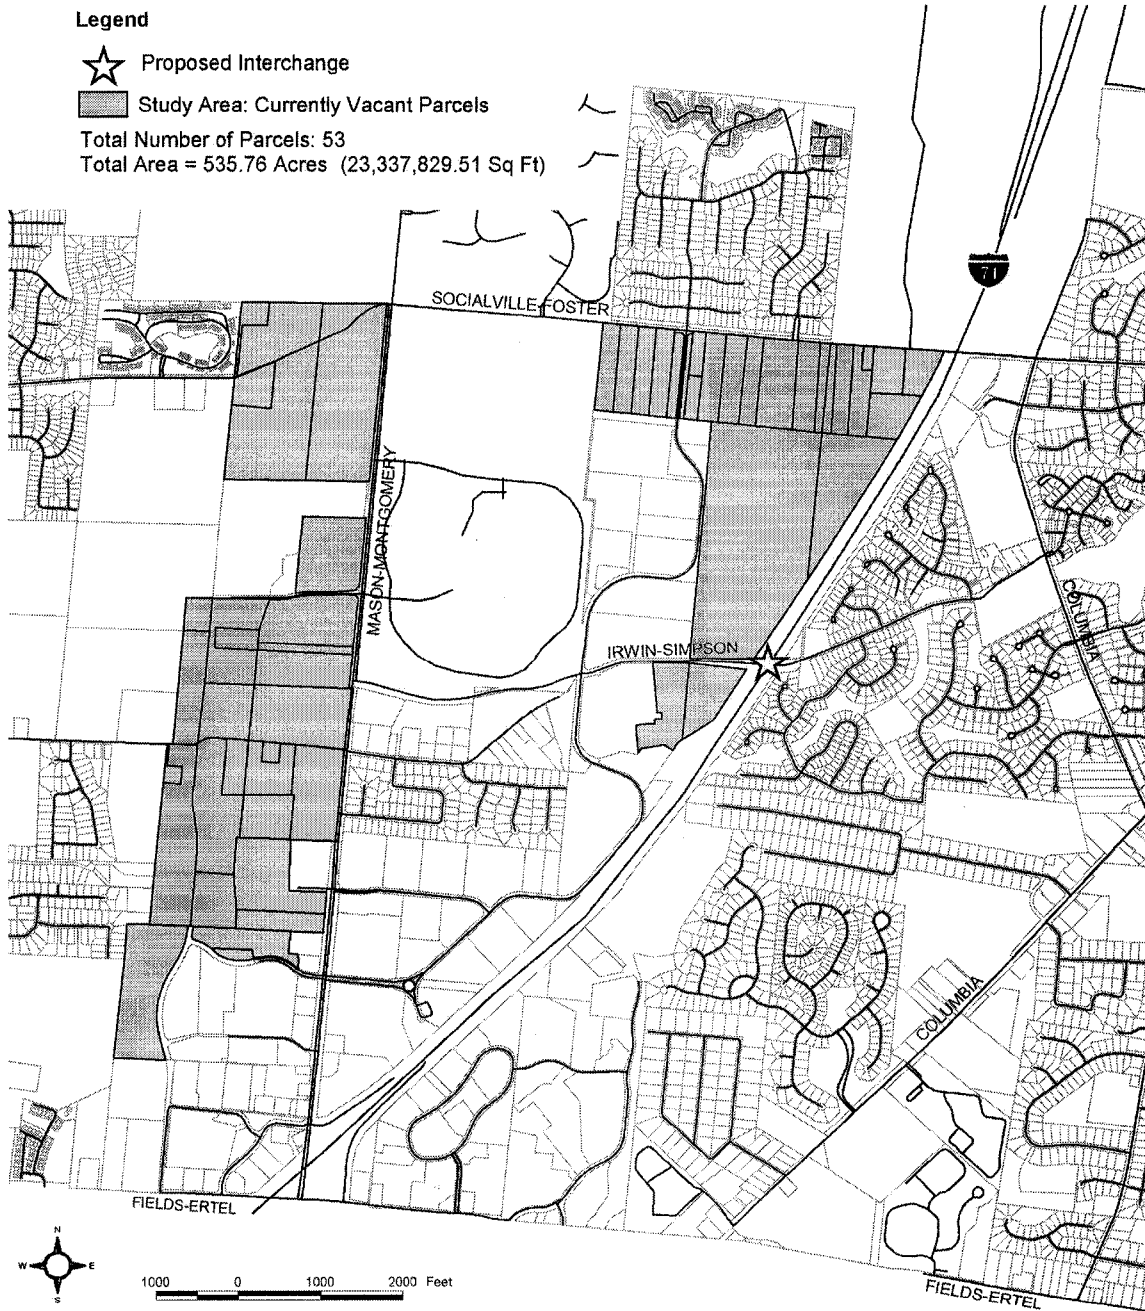 Legend
Proposed Interchange
Study Area: Currently Vacant Parcels
Total Number of Parcels: 53
Total Area = 535.76 Acres (23,337,829.51 Sq Ft)
71
SOCIALVILLE-FOSTER
MASON-MONTGOMERY
IRWIN-SIMPSON
COLUMBIA
COLUMBIA
FIELDS-ERTEL
FIELDS-ERTEL
N
W E
S
1000 0 1000 2000 Feet